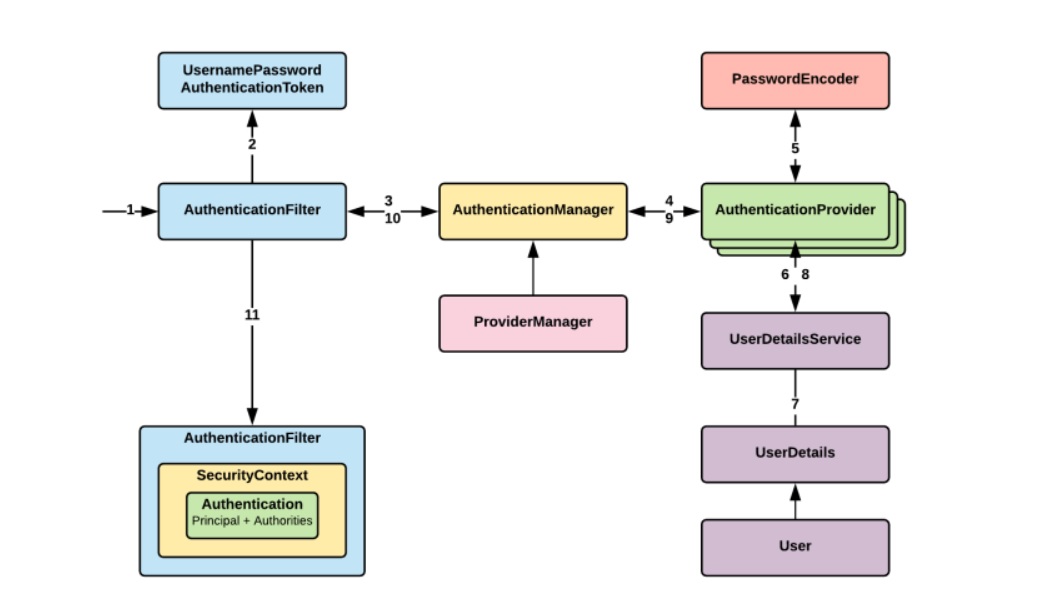 UsernamePassword
AuthenticationToken
PasswordEncoder
2
5
1
AuthenticationFilter
3
10
AuthenticationManager
4
9
AuthenticationProvider
6 8
11
ProviderManager
UserDetailsService
7
AuthenticationFilter
SecurityContext
Authentication
Principal + Authorities
UserDetails
User